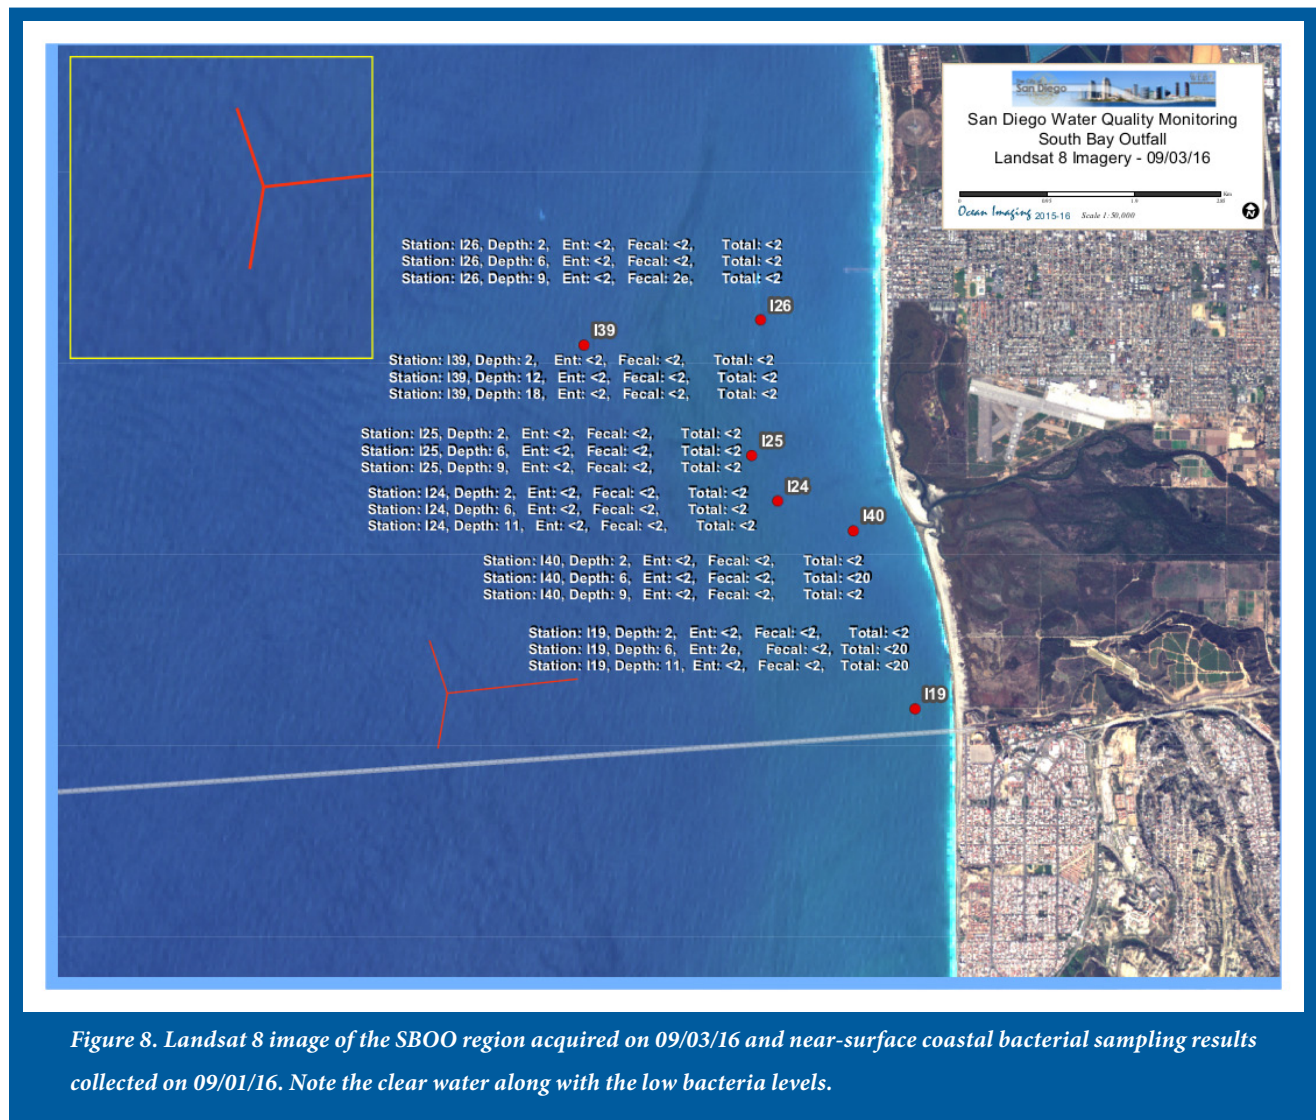 The City of
San Diego
San Diego Water Quality Monitoring
South Bay Outfall
Landsat 8 Imagery - 09/03/16
Km
0
Ocean Imaging 2015-16 Scale 1:50,000
N
Station: I26, Depth: 2, Ent: <2, Fecal: <2, Total: <2
Station: I26, Depth: 6, Ent: <2, Fecal: <2, Total: <2
Station: I26, Depth: 9, Ent: <2, Fecal: 2e, Total: <2
I26
I39
Station: I39, Depth: 2, Ent: <2, Fecal: <2, Total: <2
Station: I39, Depth: 12, Ent: <2, Fecal: <2, Total: <2
Station: I39, Depth: 18, Ent: <2, Fecal: <2, Total: <2
Station: I25, Depth: 2, Ent: <2, Fecal: <2, Total: <2
Station: I25, Depth: 6, Ent: <2, Fecal: <2, Total: <2
Station: I25, Depth: 9, Ent: <2, Fecal: <2, Total: <2
I25
Station: I24, Depth: 2, Ent: <2, Fecal: <2, Total: <2
Station: I24, Depth: 6, Ent: <2, Fecal: <2, Total: <2
Station: I24, Depth: 11, Ent: <2, Fecal: <2, Total: <2
I24
I40
Station: I40, Depth: 2, Ent: <2, Fecal: <2, Total: <2
Station: I40, Depth: 6, Ent: <2, Fecal: <2, Total: <20
Station: I40, Depth: 9, Ent: <2, Fecal: <2, Total: <2
Station: I19, Depth: 2, Ent: <2, Fecal: <2, Total: <2
Station: I19, Depth: 6, Ent: 2e, Fecal: <2, Total: <20
Station: I19, Depth: 11, Ent: <2, Fecal: <2, Total: <20
I19
Figure 8. Landsat 8 image of the SBOO region acquired on 09/03/16 and near-surface coastal bacterial sampling results
collected on 09/01/16. Note the clear water along with the low bacteria levels.